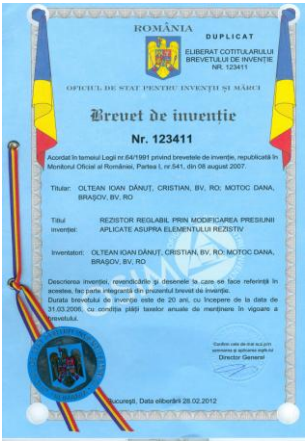 ROMÂNIA
DUPLICAT
ELIBERAT COTITULARULUI
BREVETULUI DE INVENȚIE
NR. 123411
OFICIUL DE STAT PENTRU INVENȚII ȘI MĂRCI
Brevet de invenție
Nr. 123411
Acordat în temeiul Legii nr.64/1991 privind brevetele de invenție, republicată în
Monitorul Oficial al României, Partea I, nr.541, din 08 august 2007.
Titular: OLTEAN IOAN DĂNUȚ, CRISTIAN, BV, RO; MOTOC DANA,
BRAȘOV, BV, RO
Titlul REZISTOR REGLABIL PRIN MODIFICAREA PRESIUNII
invenției: APLICATE ASUPRA ELEMENTULUI REZISTIV
Inventatori: OLTEAN IOAN DĂNUȚ, CRISTIAN, BV, RO; MOTOC DANA,
BRAȘOV, BV, RO
Descrierea invenției, revendicările și desenele la care se face referință în
acestea, fac parte integrantă din prezentul brevet de invenție.
Durata brevetului de invenție este de 20 ani, cu începere de la data de
31.03.2006, cu condiția plății taxelor anuale de menținere în vigoare a
brevetului.
Director General
București, Data eliberării 28.02.2012